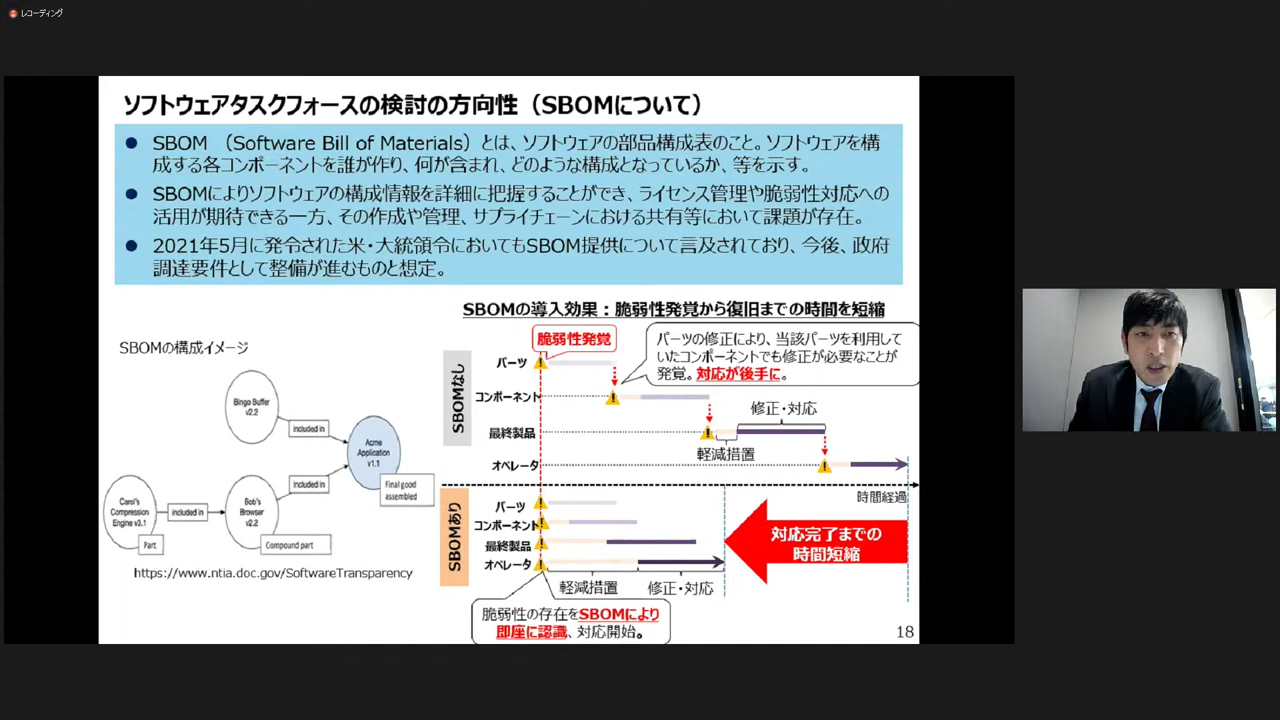 レコーディング
ソフトウェアタスクフォースの検討の方向性（SBOMについて）
● SBOM （Software Bill of Materials）とは、ソフトウェアの部品構成表のこと。ソフトウェアを構
成する各コンポーネントを誰が作り、何が含まれ、どのような構成となっているか、等を示す。
● SBOMによりソフトウェアの構成情報を詳細に把握することができ、ライセンス管理や脆弱性対応への
活用が期待できる一方、その作成や管理、サプライチェーンにおける共有等において課題が存在。
● 2021年5月に発令された米・大統領令においてもSBOM提供について言及されており、今後、政府
調達要件として整備が進むものと想定。
SBOMの構成イメージ
Bingo Buffer
v2.2
Included in
Acme
Application
v1.1
Final good
assembled
Included in
Carol's
Compression
Engine v3.1
Part
Included in
Bob's
Browser
v2.2
Compound part
https://www.ntia.doc.gov/SoftwareTransparency
SBOMの導入効果：脆弱性発覚から復旧までの時間を短縮
脆弱性発覚
パーツの修正により、当該パーツを利用して
いたコンポーネントでも修正が必要なことが
発覚。対応が後手に。
SBOMなし
パーツ
コンポーネント
最終製品
オペレータ
修正・対応
軽減措置
時間経過
SBOMあり
パーツ
コンポーネント
最終製品
オペレータ
軽減措置
修正・対応
対応完了までの
時間短縮
脆弱性の存在をSBOMにより
即座に認識、対応開始。
18